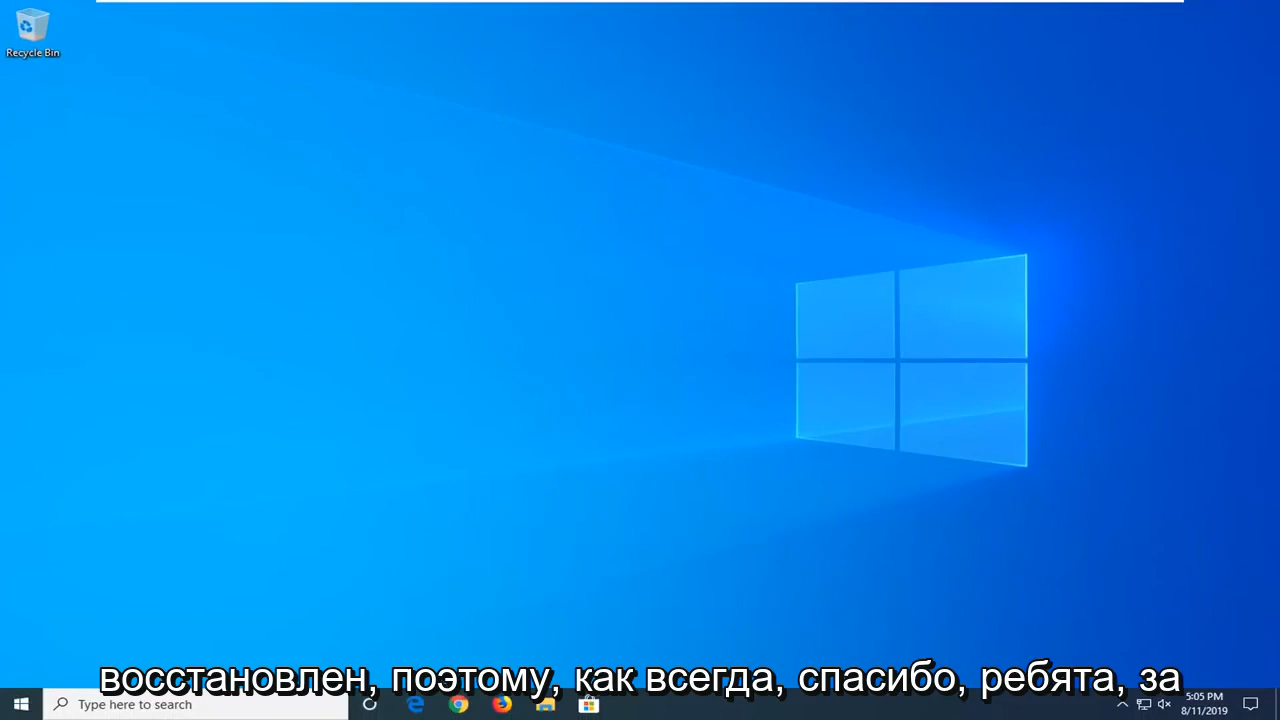 Recycle Bin
восстановлен, поэтому, как всегда, спасибо, ребята, за
Type here to search
5:05 PM
8/11/2019